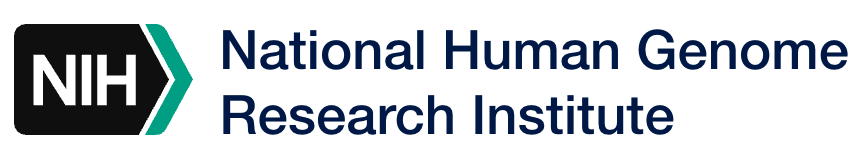 NIH
National Human Genome
Research Institute